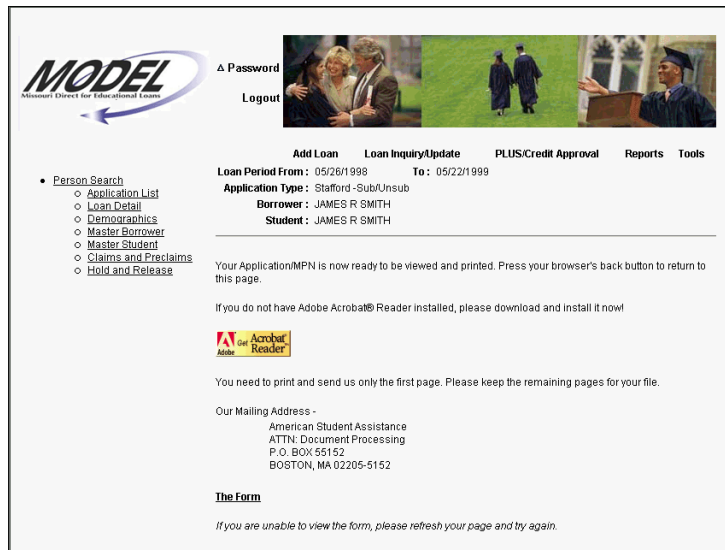 MODEL
Missouri Direct for Educational Loans
Δ Password
Logout
Add Loan Loan Inquiry/Update PLUS/Credit Approval Reports Tools
Loan Period From : 05/26/1998 To : 05/22/1999
Application Type : Stafford -Sub/Unsub
Borrower : JAMES R SMITH
Student : JAMES R SMITH
Person Search
Application List
Loan Detail
Demographics
Master Borrower
Master Student
Claims and Preclaims
Hold and Release
Your Application/MPN is now ready to be viewed and printed. Press your browser's back button to return to
this page.
If you do not have Adobe Acrobat® Reader installed, please download and install it now!
Adobe
Get Acrobat
Reader
You need to print and send us only the first page. Please keep the remaining pages for your file.
Our Mailing Address -
American Student Assistance
ATTN: Document Processing
P.O. BOX 55152
BOSTON, MA 02205-5152
The Form
If you are unable to view the form, please refresh your page and try again.